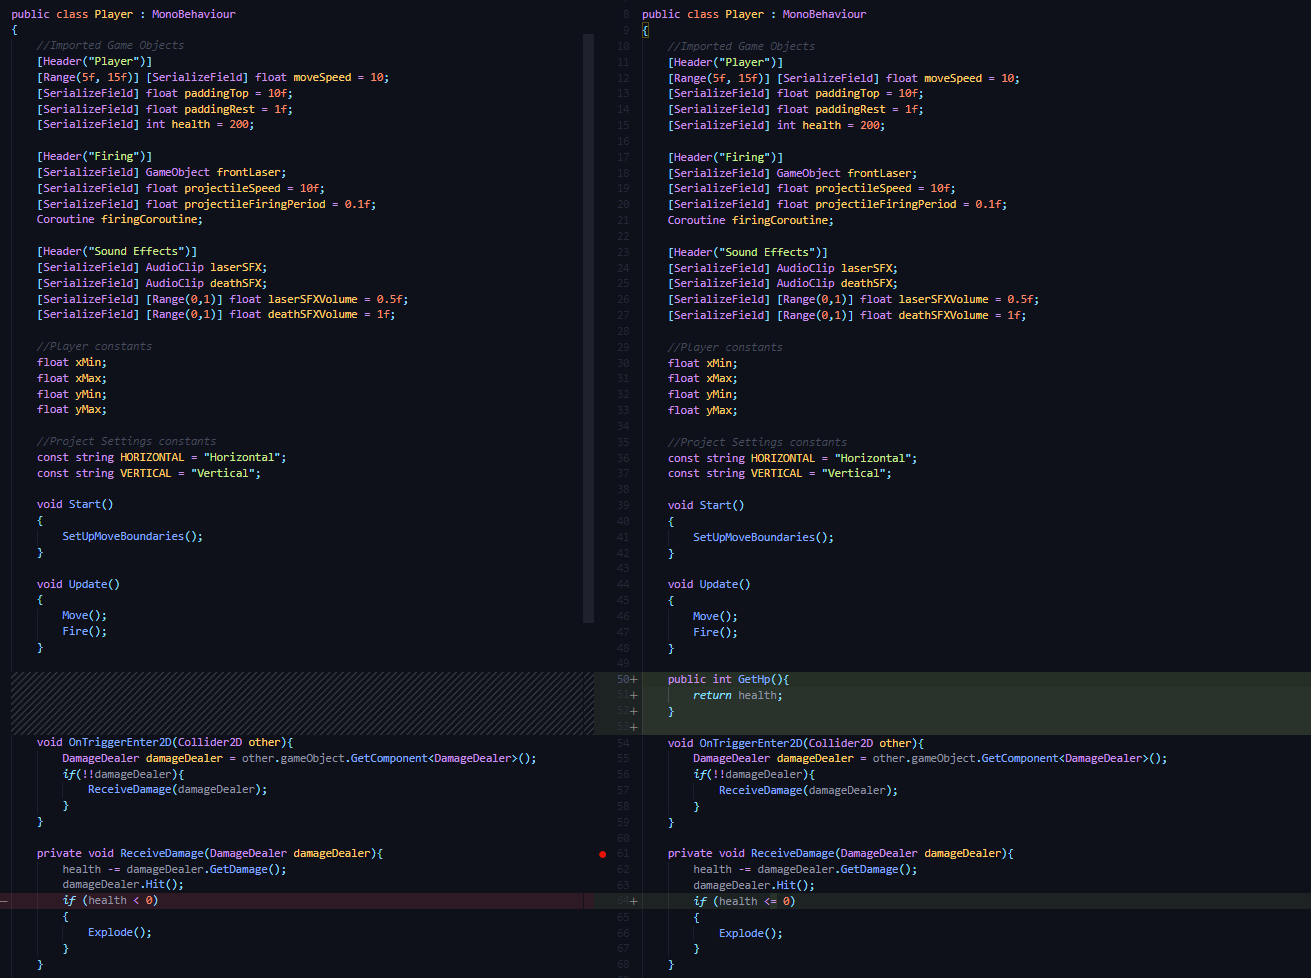 public class Player : MonoBehaviour
{
//Imported Game Objects
[Header("Player")]
[Range(5f, 15f)] [SerializeField] float moveSpeed = 10;
[SerializeField] float paddingTop = 10f;
[SerializeField] float paddingRest = 1f;
[SerializeField] int health = 200;
[Header("Firing")]
[SerializeField] GameObject frontLaser;
[SerializeField] float projectileSpeed = 10f;
[SerializeField] float projectileFiringPeriod = 0.1f;
Coroutine firingCoroutine;
[Header("Sound Effects")]
[SerializeField] AudioClip laserSFX;
[SerializeField] AudioClip deathSFX;
[SerializeField] [Range(0,1)] float laserSFXVolume = 0.5f;
[SerializeField] [Range(0,1)] float deathSFXVolume = 1f;
//Player constants
float xMin;
float xMax;
float yMin;
float yMax;
//Project Settings constants
const string HORIZONTAL = "Horizontal";
const string VERTICAL = "Vertical";
void Start()
{
SetUpMoveBoundaries();
}
void Update()
{
Move();
Fire();
}
void OnTriggerEnter2D(Collider2D other){
DamageDealer damageDealer = other.gameObject.GetComponent<DamageDealer>();
if(!!damageDealer){
ReceiveDamage(damageDealer);
}
}
private void ReceiveDamage(DamageDealer damageDealer){
health -= damageDealer.GetDamage();
damageDealer.Hit();
— if (health < 0)
{
Explode();
}
}
8 public class Player : MonoBehaviour
9 {
10 //Imported Game Objects
11 [Header("Player")]
12 [Range(5f, 15f)] [SerializeField] float moveSpeed = 10;
13 [SerializeField] float paddingTop = 10f;
14 [SerializeField] float paddingRest = 1f;
15 [SerializeField] int health = 200;
16
17 [Header("Firing")]
18 [SerializeField] GameObject frontLaser;
19 [SerializeField] float projectileSpeed = 10f;
20 [SerializeField] float projectileFiringPeriod = 0.1f;
21 Coroutine firingCoroutine;
22
23 [Header("Sound Effects")]
24 [SerializeField] AudioClip laserSFX;
25 [SerializeField] AudioClip deathSFX;
26 [SerializeField] [Range(0,1)] float laserSFXVolume = 0.5f;
27 [SerializeField] [Range(0,1)] float deathSFXVolume = 1f;
28
29 //Player constants
30 float xMin;
31 float xMax;
32 float yMin;
33 float yMax;
34
35 //Project Settings constants
36 const string HORIZONTAL = "Horizontal";
37 const string VERTICAL = "Vertical";
38
39 void Start()
40 {
41 SetUpMoveBoundaries();
42 }
43
44 void Update()
45 {
46 Move();
47 Fire();
48 }
49
50+ public int GetHp(){
51+ return health;
52+ }
53+
54 void OnTriggerEnter2D(Collider2D other){
55 DamageDealer damageDealer = other.gameObject.GetComponent<DamageDealer>();
56 if(!!damageDealer){
57 ReceiveDamage(damageDealer);
58 }
59 }
60
61 private void ReceiveDamage(DamageDealer damageDealer){
62 health -= damageDealer.GetDamage();
63 damageDealer.Hit();
64+ if (health <= 0)
65 {
66 Explode();
67 }
68 }